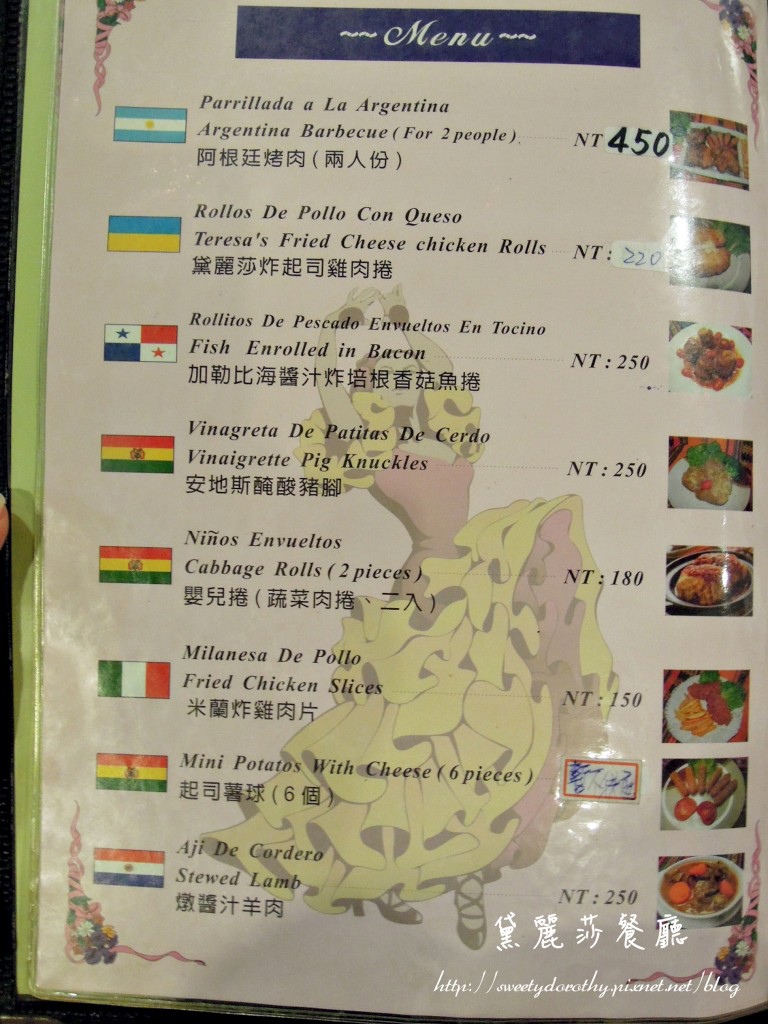 ~~Menu~~
Parrillada a La Argentina
Argentina Barbecue (For 2 people) NT 450
阿根廷烤肉(兩人份)
Rollos De Pollo Con Queso
Teresa's Fried Cheese chicken Rolls NT: 220
黛麗莎炸起司雞肉捲
Rollitos De Pescado Envueltos En Tocino
Fish Enrolled in Bacon NT: 250
加勒比海醬汁炸培根香菇魚捲
Vinagreta De Patitas De Cerdo
Vinaigrette Pig Knuckles NT: 250
安地斯醃酸豬腳
Niños Envueltos
Cabbage Rolls (2 pieces) NT: 180
嬰兒捲(蔬菜肉捲、二入)
Milanesa De Pollo
Fried Chicken Slices NT: 150
米蘭炸雞肉片
Mini Potatos With Cheese (6 pieces)
起司薯球(6個)
Aji De Cordero
Stewed Lamb NT: 250
燉醬汁羊肉
黛麗莎餐廳
http://sweetydorothy.pixnet.net/blog